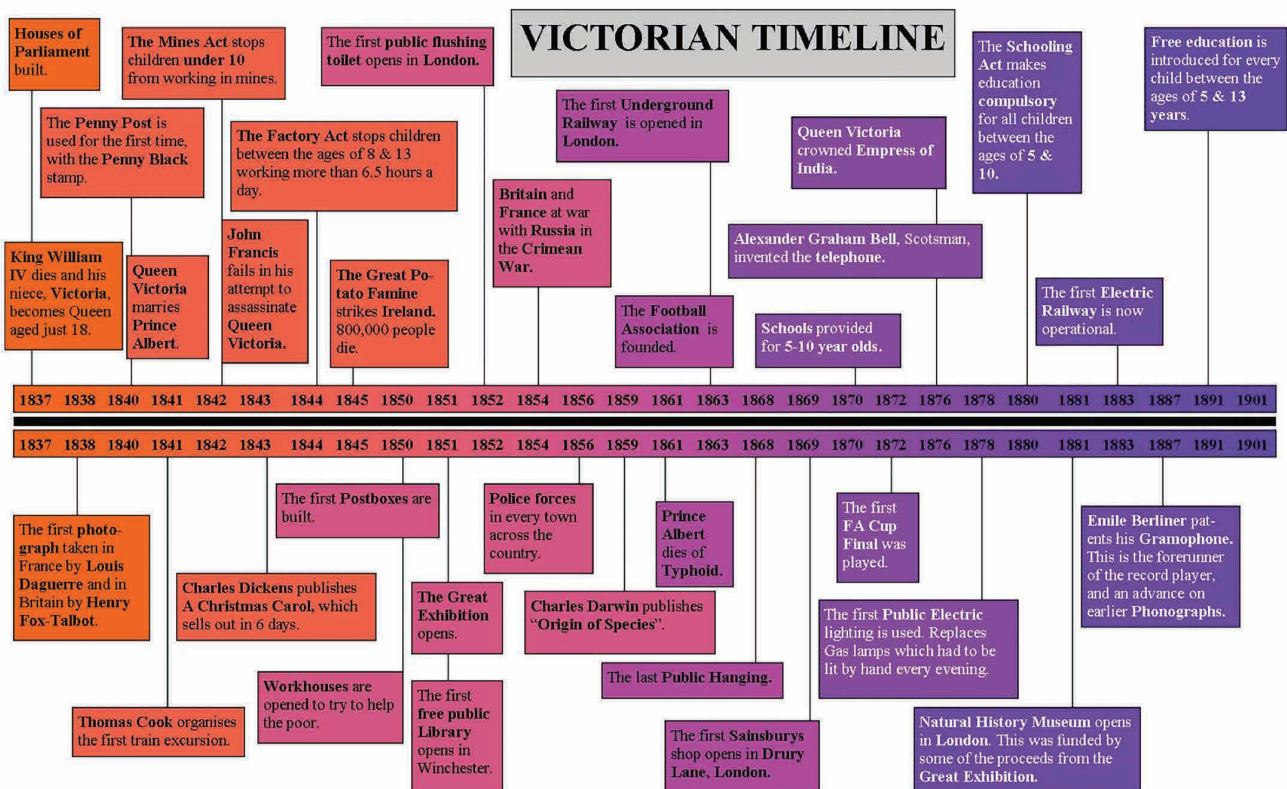 VICTORIAN TIMELINE
Houses of
Parliament
built.
The Mines Act stops
children under 10
from working in mines.
The first public flushing
toilet opens in London.
The Penny Post is
used for the first time,
with the Penny Black
stamp.
The Factory Act stops children
between the ages of 8 & 13
working more than 6.5 hours a
day.
The first Underground
Railway is opened in
London.
Queen Victoria
crowned Empress of
India.
The Schooling
Act makes
education
compulsory
for all children
between the
ages of 5 &
10.
Free education is
introduced for every
child between the
ages of 5 & 13
years.
King William
IV dies and his
niece, Victoria,
becomes Queen
aged just 18.
Queen
Victoria
marries
Prince
Albert.
John
Francis
fails in his
attempt to
assassinate
Queen
Victoria.
The Great Po-
tato Famine
strikes Ireland.
800,000 people
die.
Britain and
France at war
with Russia in
the Crimean
War.
The Football
Association is
founded.
Alexander Graham Bell, Scotsman,
invented the telephone.
Schools provided
for 5-10 year olds.
The first Electric
Railway is now
operational.
1837 1838 1840 1841 1842 1843 1844 1845 1850 1851 1852 1854 1856 1859 1861 1863 1868 1869 1870 1872 1876 1878 1880 1881 1883 1887 1891 1901
1837 1838 1840 1841 1842 1843 1844 1845 1850 1851 1852 1854 1856 1859 1861 1863 1868 1869 1870 1872 1876 1878 1880 1881 1883 1887 1891 1901
The first photo-
graph taken in
France by Louis
Daguerre and in
Britain by Henry
Fox-Talbot.
Thomas Cook organises
the first train excursion.
Charles Dickens publishes
A Christmas Carol, which
sells out in 6 days.
The first Postboxes are
built.
Workhouses are
opened to try to help
the poor.
The Great
Exhibition
opens.
The first
free public
Library
opens in
Winchester.
Police forces
in every town
across the
country.
Charles Darwin publishes
“Origin of Species”.
Prince
Albert
dies of
Typhoid.
The last Public Hanging.
The first Sainsburys
shop opens in Drury
Lane, London.
The first
FA Cup
Final was
played.
The first Public Electric
lighting is used. Replaces
Gas lamps which had to be
lit by hand every evening.
Natural History Museum opens
in London. This was funded by
some of the proceeds from the
Great Exhibition.
Emile Berliner pat-
ents his Gramophone.
This is the forerunner
of the record player,
and an advance on
earlier Phonographs.